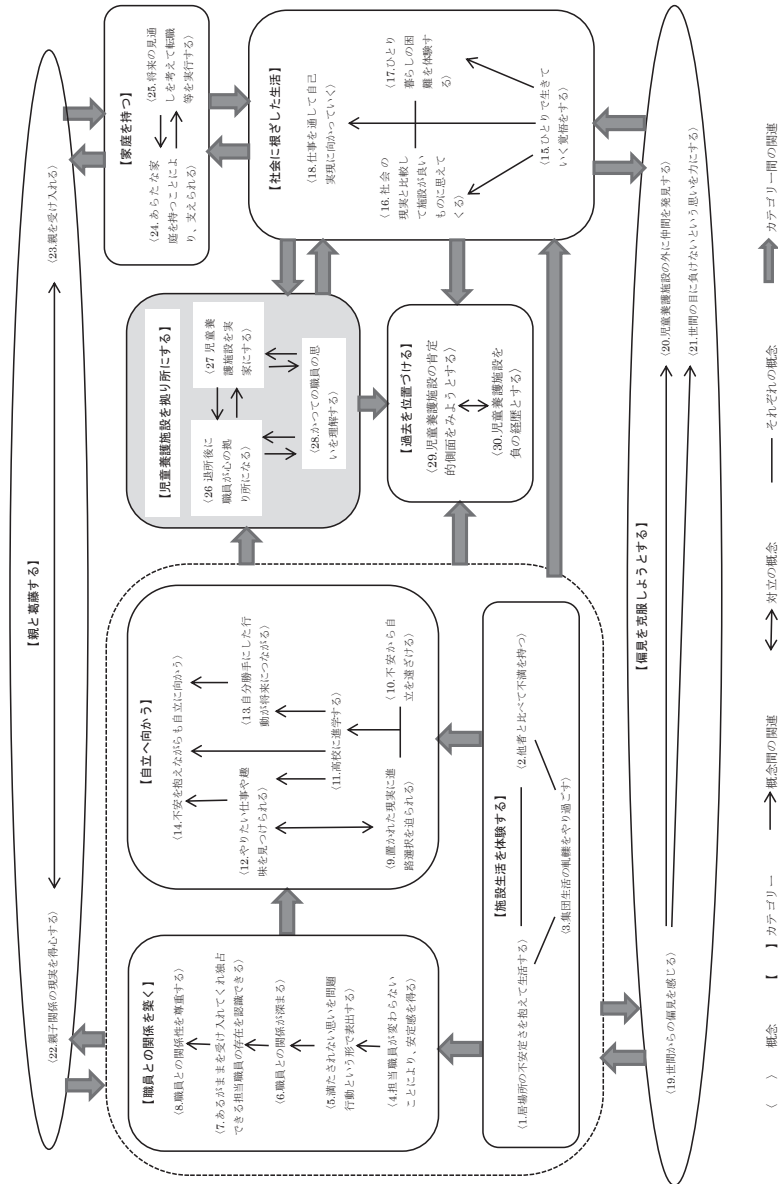 【親と葛藤する】
〈22.親子関係の現実を得心する〉
〈23.親を受け入れる〉
【職員との関係を築く】
〈8.職員との関係性を尊重する〉
〈7.あるがままを受け入れてくれ独占
できる担当職員の存在を認識できる〉
〈6.職員との関係が深まる〉
〈5.満たされない思いを問題
行動という形で表出する〉
〈4.担当職員が変わらない
ことにより、安定感を得る〉
【自立へ向かう】
〈14.不安を抱えながらも自立に向かう〉
〈12.やりたい仕事や趣
味を見つけられる〉
〈13.自分勝手にした行
動が将来につながる〉
〈11.高校に進学する〉
〈9.置かれた現実に進
路選択を迫られる〉
〈10.不安から自
立を遠ざける〉
【施設生活を体験する】
〈1.居場所の不安定さを抱えて生活する〉
〈2.他者と比べて不満を持つ〉
〈3.集団生活の軋轢をやり過ごす〉
【児童養護施設を拠り所にする】
〈26 退所後に
職員が心の拠
り所になる〉
〈27 児童養
護施設を実
家にする〉
〈28.かつての職員の思
いを理解する〉
【過去を位置づける】
〈29.児童養護施設の肯定
的側面をみようとする〉
〈30.児童養護施設を
負の経歴とする〉
【家庭を持つ】
〈24.あらたな家
庭を持つことによ
り、支えられる〉
〈25.将来の見通
しを考えて転職
等を実行する〉
【社会に根ざした生活】
〈18.仕事を通して自己
実現に向かっていく〉
〈16.社会の
現実と比較し
て施設が良い
ものに思えて
くる〉
〈17.ひとり
暮らしの困
難を体験す
る〉
〈15.ひとりで生きて
いく覚悟をする〉
【偏見を克服しようとする】
〈19.世間からの偏見を感じる〉
〈20.児童養護施設の外に仲間を発見する〉
〈21.世間の目に負けないという思いを力にする〉
〈 〉 概念 【 】カテゴリー 概念間の関連 対立の概念 それぞれの概念 カテゴリー間の関連